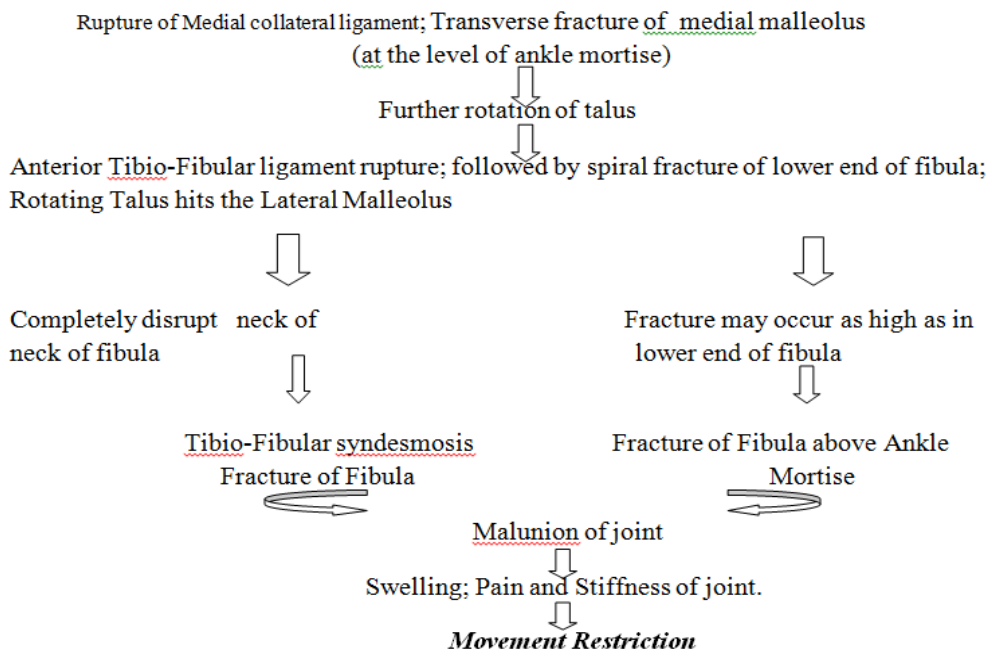 Rupture of Medial collateral ligament; Transverse fracture of medial malleolus
(at the level of ankle mortise)
Further rotation of talus
Anterior Tibio-Fibular ligament rupture; followed by spiral fracture of lower end of fibula;
Rotating Talus hits the Lateral Malleolus
Completely disrupt neck of
neck of fibula
Fracture may occur as high as in
lower end of fibula
Tibio-Fibular syndesmosis
Fracture of Fibula
Fracture of Fibula above Ankle
Mortise
Malunion of joint
Swelling; Pain and Stiffness of joint.
Movement Restriction